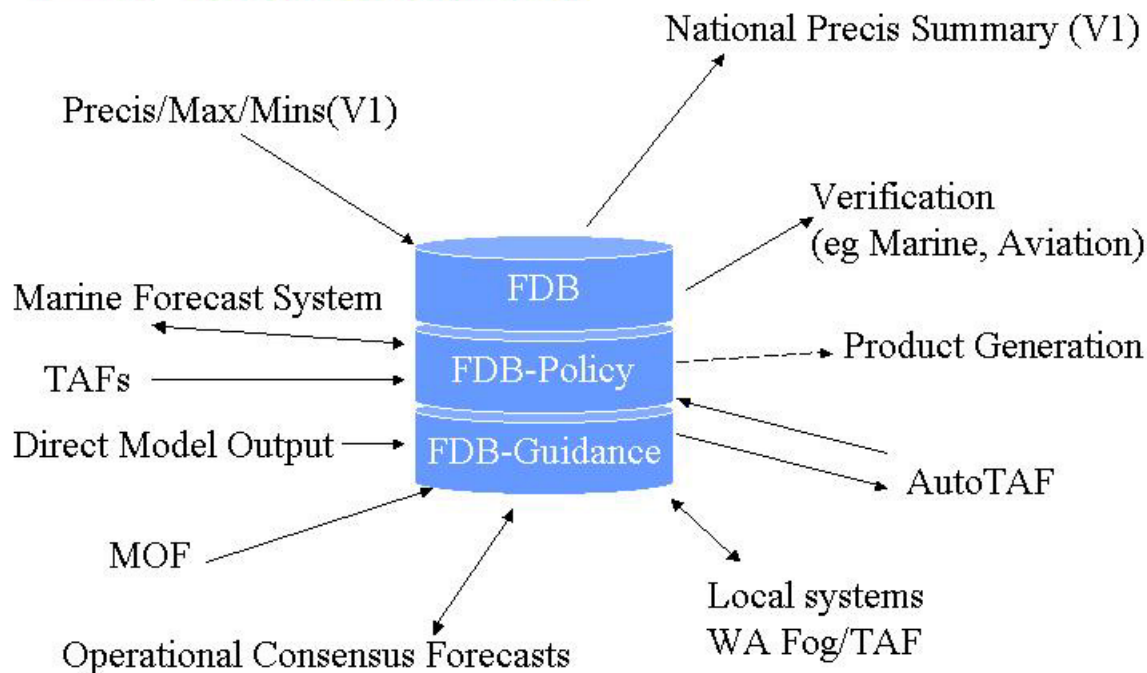 National Precis Summary (V1)
Precis/Max/Mins(V1)
Verification
(eg Marine, Aviation)
FDB
Marine Forecast System
Product Generation
FDB-Policy
TAFs
Direct Model Output
FDB-Guidance
AutoTAF
MOF
Local systems
WA Fog/TAF
Operational Consensus Forecasts